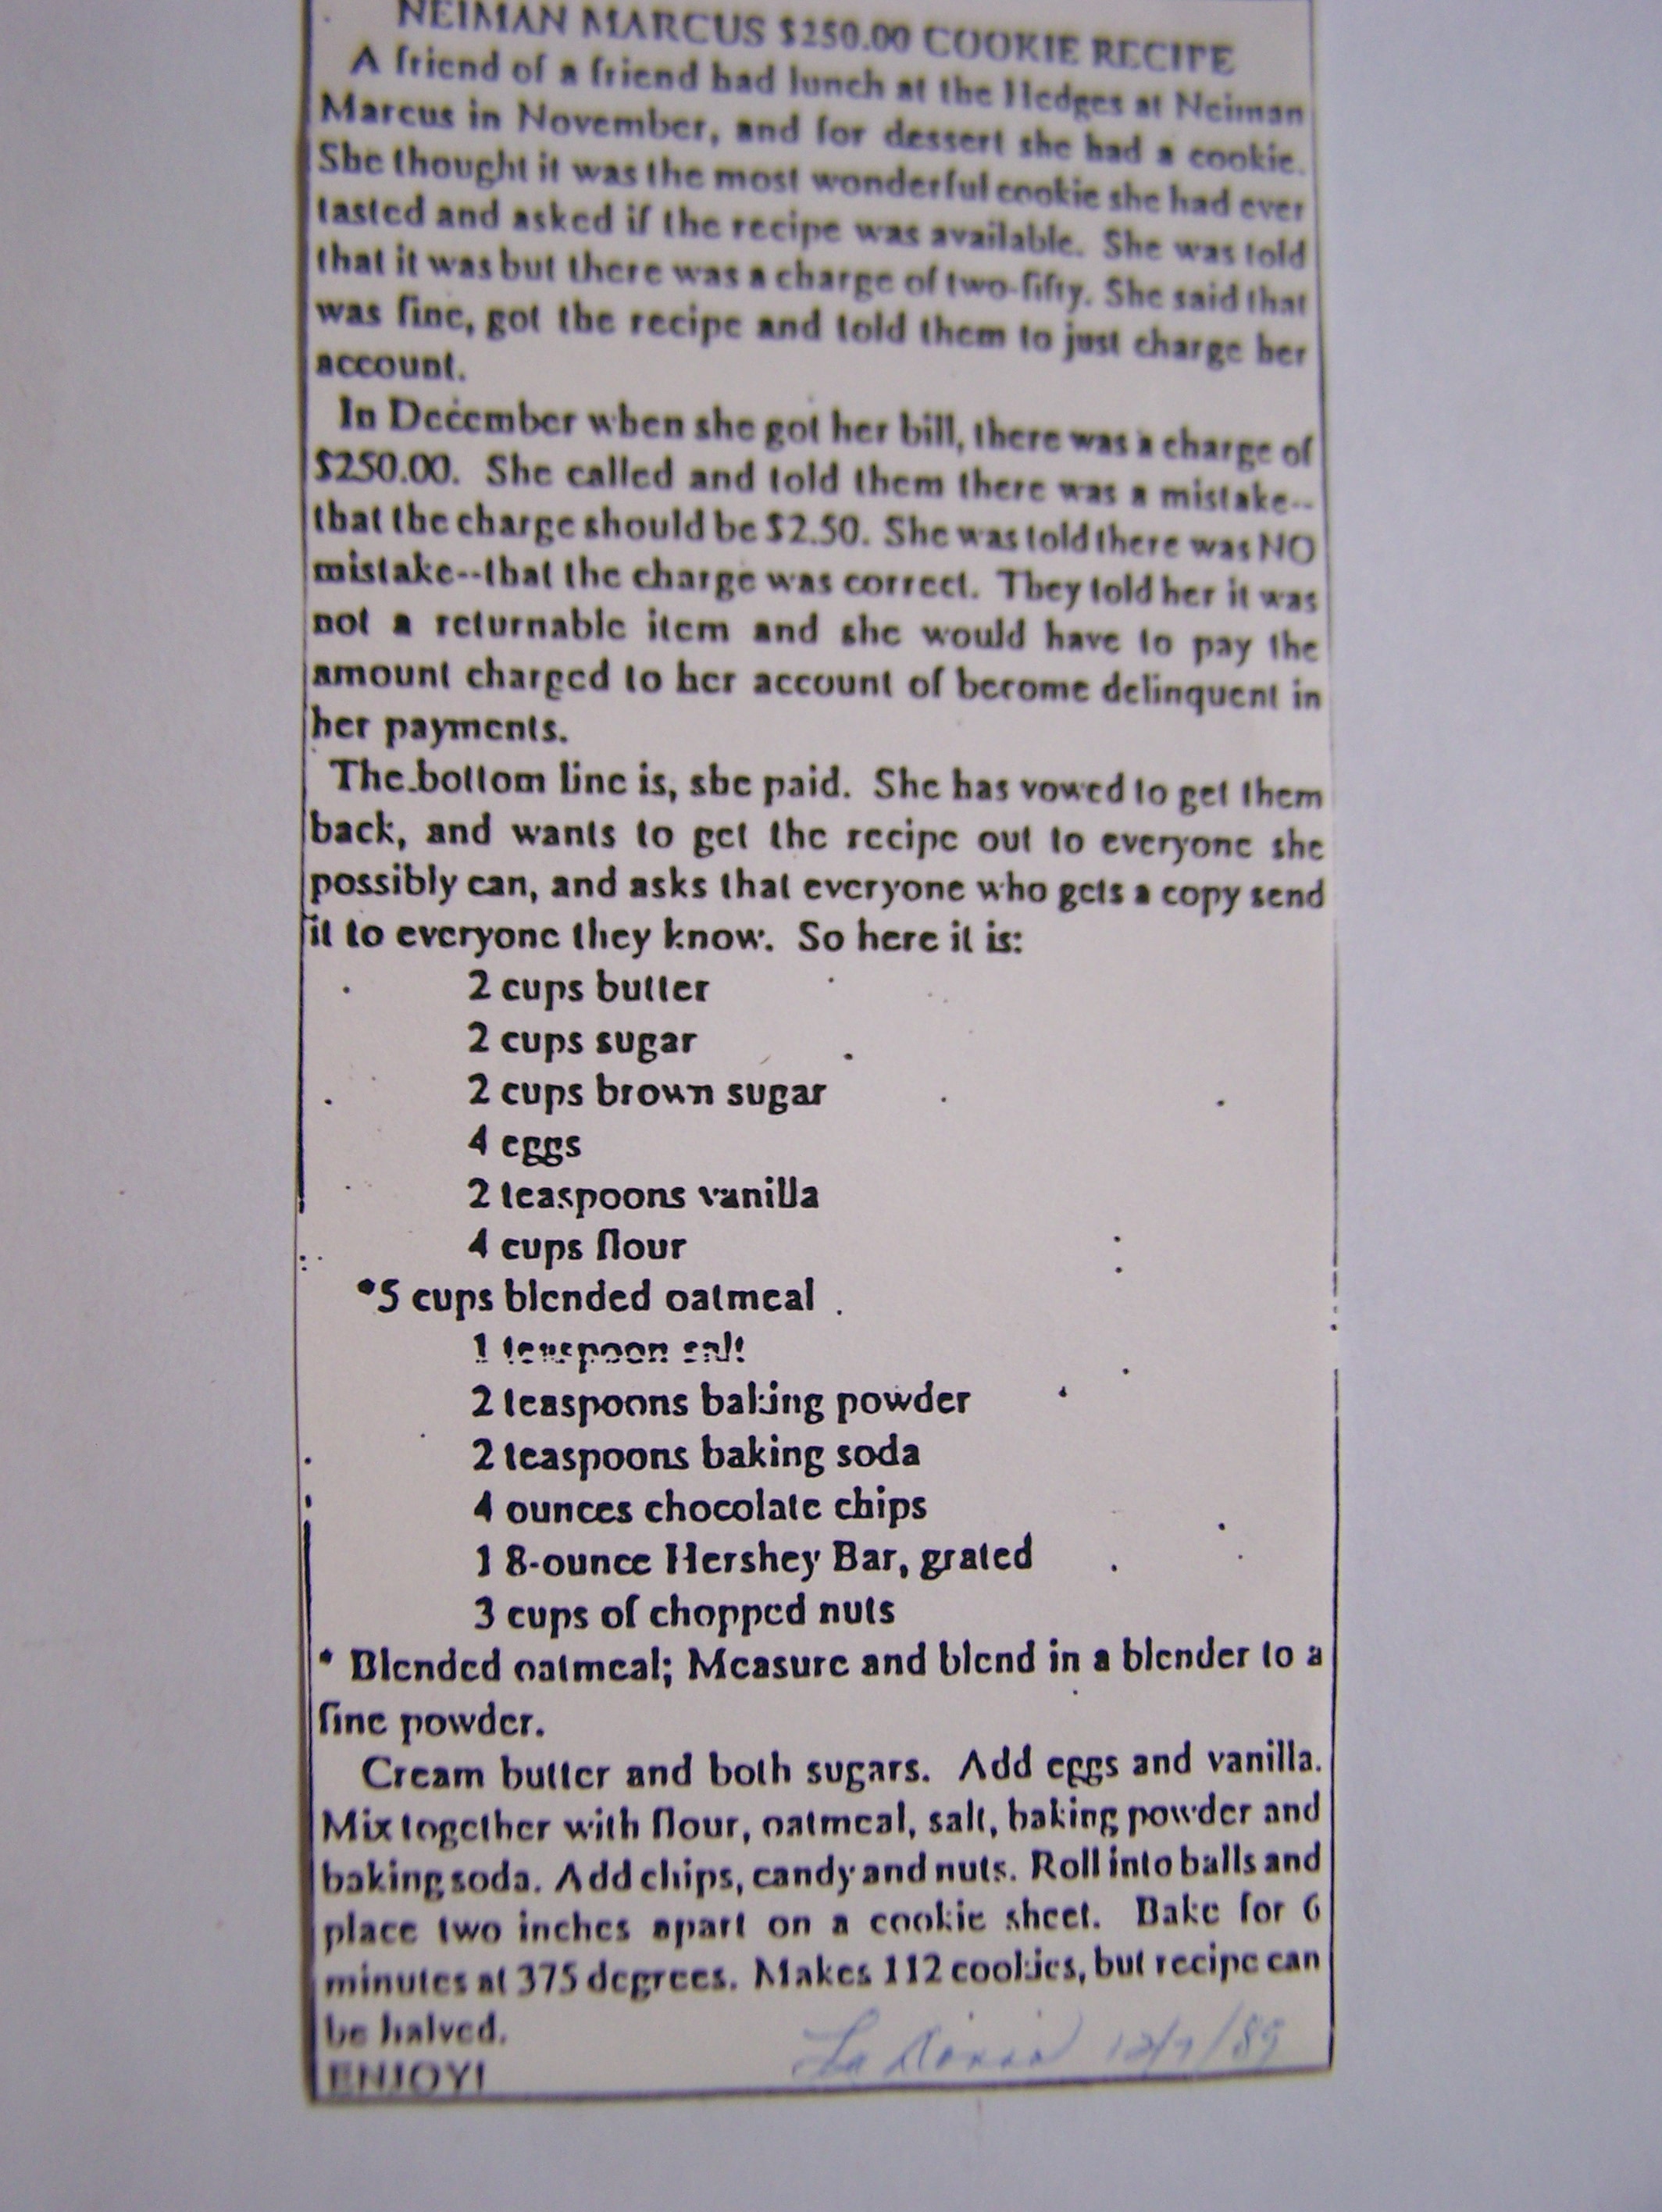 NEIMAN MARCUS $250.00 COOKIE RECIPE
A friend of a friend had lunch at the Hedges at Neiman
Marcus in November, and for dessert she had a cookie.
She thought it was the most wonderful cookie she had ever
tasted and asked if the recipe was available. She was told
that it was but there was a charge of two-fifty. She said that
was fine, got the recipe and told them to just charge her
account.
In December when she got her bill, there was a charge of
$250.00. She called and told them there was a mistake--
that the charge should be $2.50. She was told there was NO
mistake--that the charge was correct. They told her it was
not a returnable item and she would have to pay the
amount charged to her account of become delinquent in
her payments.
The bottom line is, she paid. She has vowed to get them
back, and wants to get the recipe out to everyone she
possibly can, and asks that everyone who gets a copy send
it to everyone they know. So here it is:
2 cups butter
2 cups sugar
2 cups brown sugar
4 eggs
2 teaspoons vanilla
4 cups flour
*5 cups blended oatmeal
1 teaspoon salt
2 teaspoons baking powder
2 teaspoons baking soda
4 ounces chocolate chips
1 8-ounce Hershey Bar, grated
3 cups of chopped nuts
* Blended oatmeal; Measure and blend in a blender to a
fine powder.
Cream butter and both sugars. Add eggs and vanilla.
Mix together with flour, oatmeal, salt, baking powder and
baking soda. Add chips, candy and nuts. Roll into balls and
place two inches apart on a cookie sheet. Bake for 6
minutes at 375 degrees. Makes 112 cookies, but recipe can
be halved.
ENJOY!